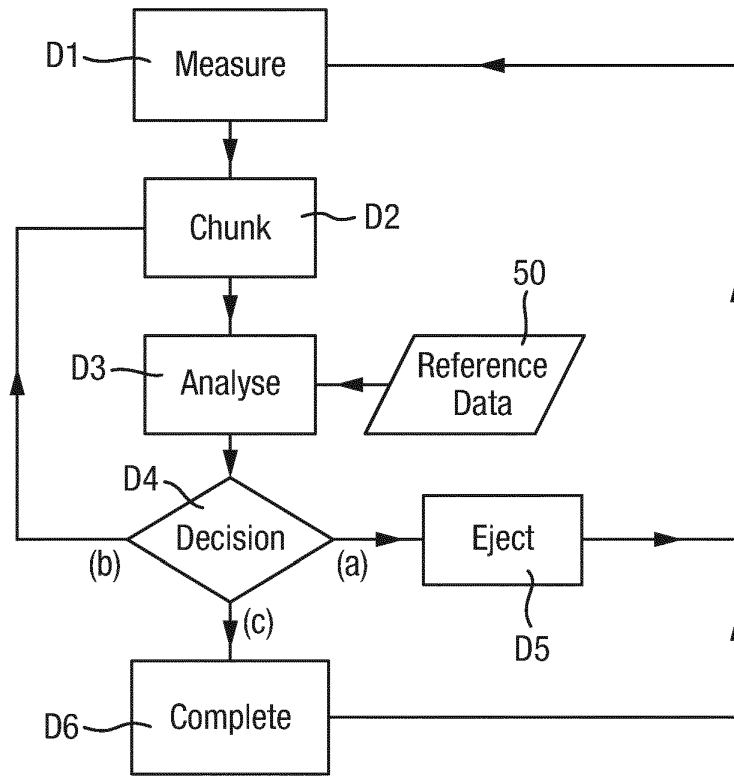 D1
Measure
Chunk
D2
50
D3
Analyse
Reference
Data
D4
Decision
Eject
(b)
(a)
(c)
D5
D6
Complete